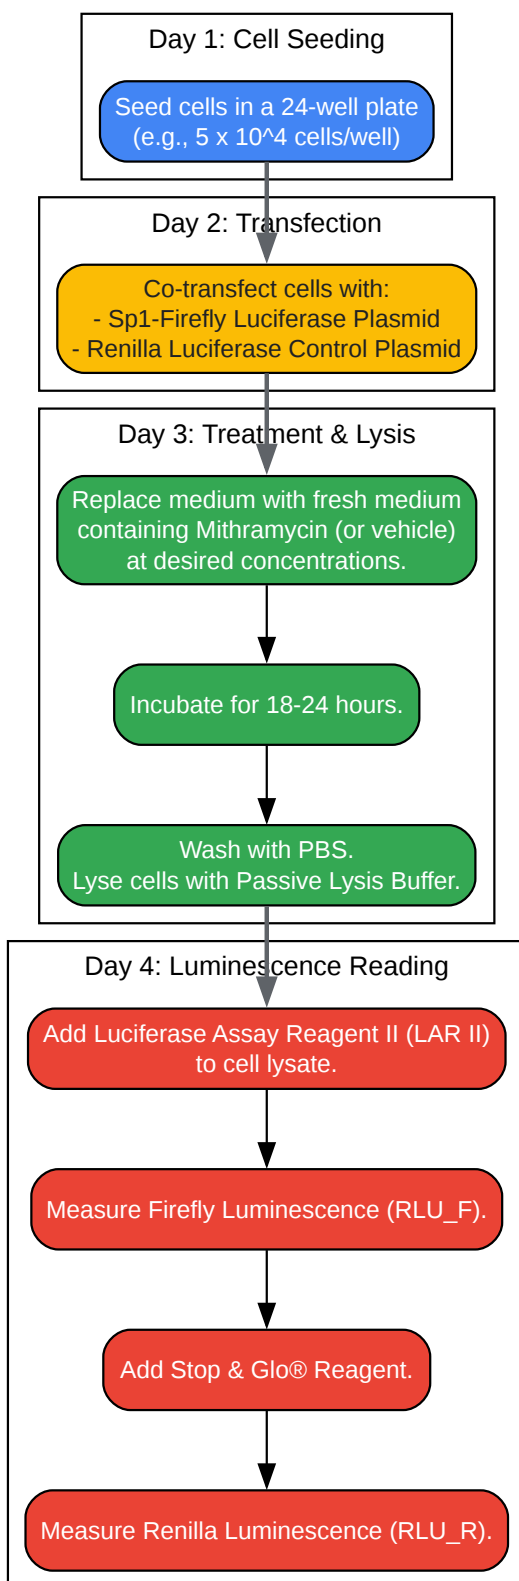 Day 1: Cell Seeding
Seed cells in a 24-well plate
(e.g., 5 x 10^4 cells/well)
Day 2: Transfection
Co-transfect cells with:
- Sp1-Firefly Luciferase Plasmid
- Renilla Luciferase Control Plasmid
Day 3: Treatment & Lysis
Replace medium with fresh medium
containing Mithramycin (or vehicle)
at desired concentrations.
Incubate for 18-24 hours.
Wash with PBS.
Lyse cells with Passive Lysis Buffer.
Day 4: Luminescence Reading
Add Luciferase Assay Reagent II (LAR II)
to cell lysate.
Measure Firefly Luminescence (RLU_F).
Add Stop & Glo® Reagent.
Measure Renilla Luminescence (RLU_R).